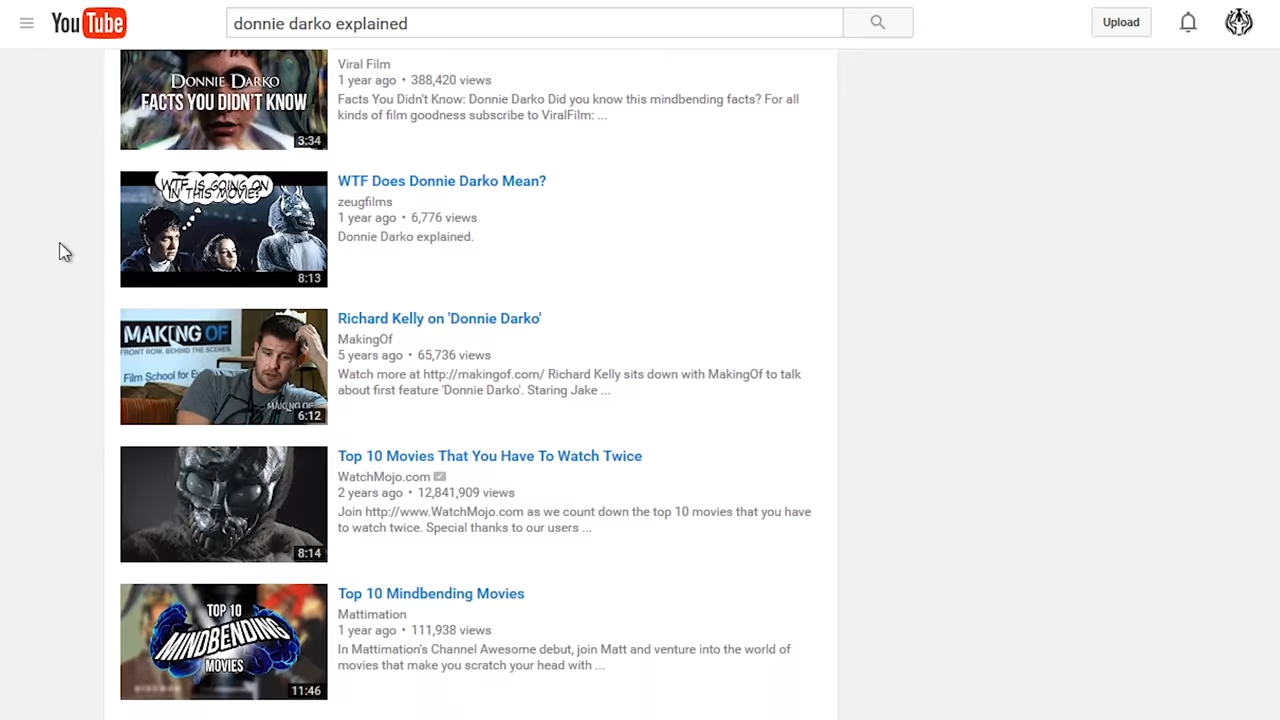 YouTube
donnie darko explained
Upload
DONNIE DARKO
FACTS YOU DIDN'T KNOW
3:34
Viral Film
1 year ago • 388,420 views
Facts You Didn't Know: Donnie Darko Did you know this mindbending facts? For all
kinds of film goodness subscribe to ViralFilm: ...
WTF IS GOING ON
IN THIS MOVIE?
8:13
WTF Does Donnie Darko Mean?
zeugfilms
1 year ago • 6,776 views
Donnie Darko explained.
MAKING OF
FRONT ROW. BEHIND THE SCENES.
Film School for
MAKING OF
6:12
Richard Kelly on 'Donnie Darko'
MakingOf
5 years ago • 65,736 views
Watch more at http://makingof.com/ Richard Kelly sits down with MakingOf to talk
about first feature 'Donnie Darko'. Staring Jake ...
8:14
Top 10 Movies That You Have To Watch Twice
WatchMojo.com
2 years ago • 12,841,909 views
Join http://www.WatchMojo.com as we count down the top 10 movies that you have
to watch twice. Special thanks to our users ...
TOP 10
MINDBENDING
MOVIES
11:46
Top 10 Mindbending Movies
Mattimation
1 year ago • 111,938 views
In Mattimation's Channel Awesome debut, join Matt and venture into the world of
movies that make you scratch your head with ...